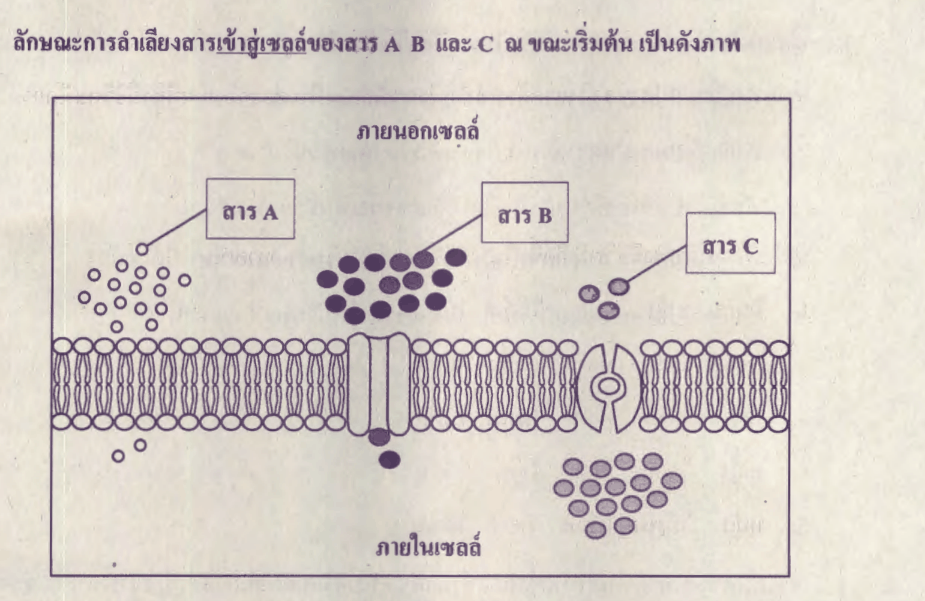 ลักษณะการลำเลียงสารเข้าสู่เซลล์ของสาร A B และ C ณ ขณะเริ่มต้น เป็นดังภาพ
ภายนอกเซลล์
สาร A
สาร B
สาร C
ภายในเซลล์